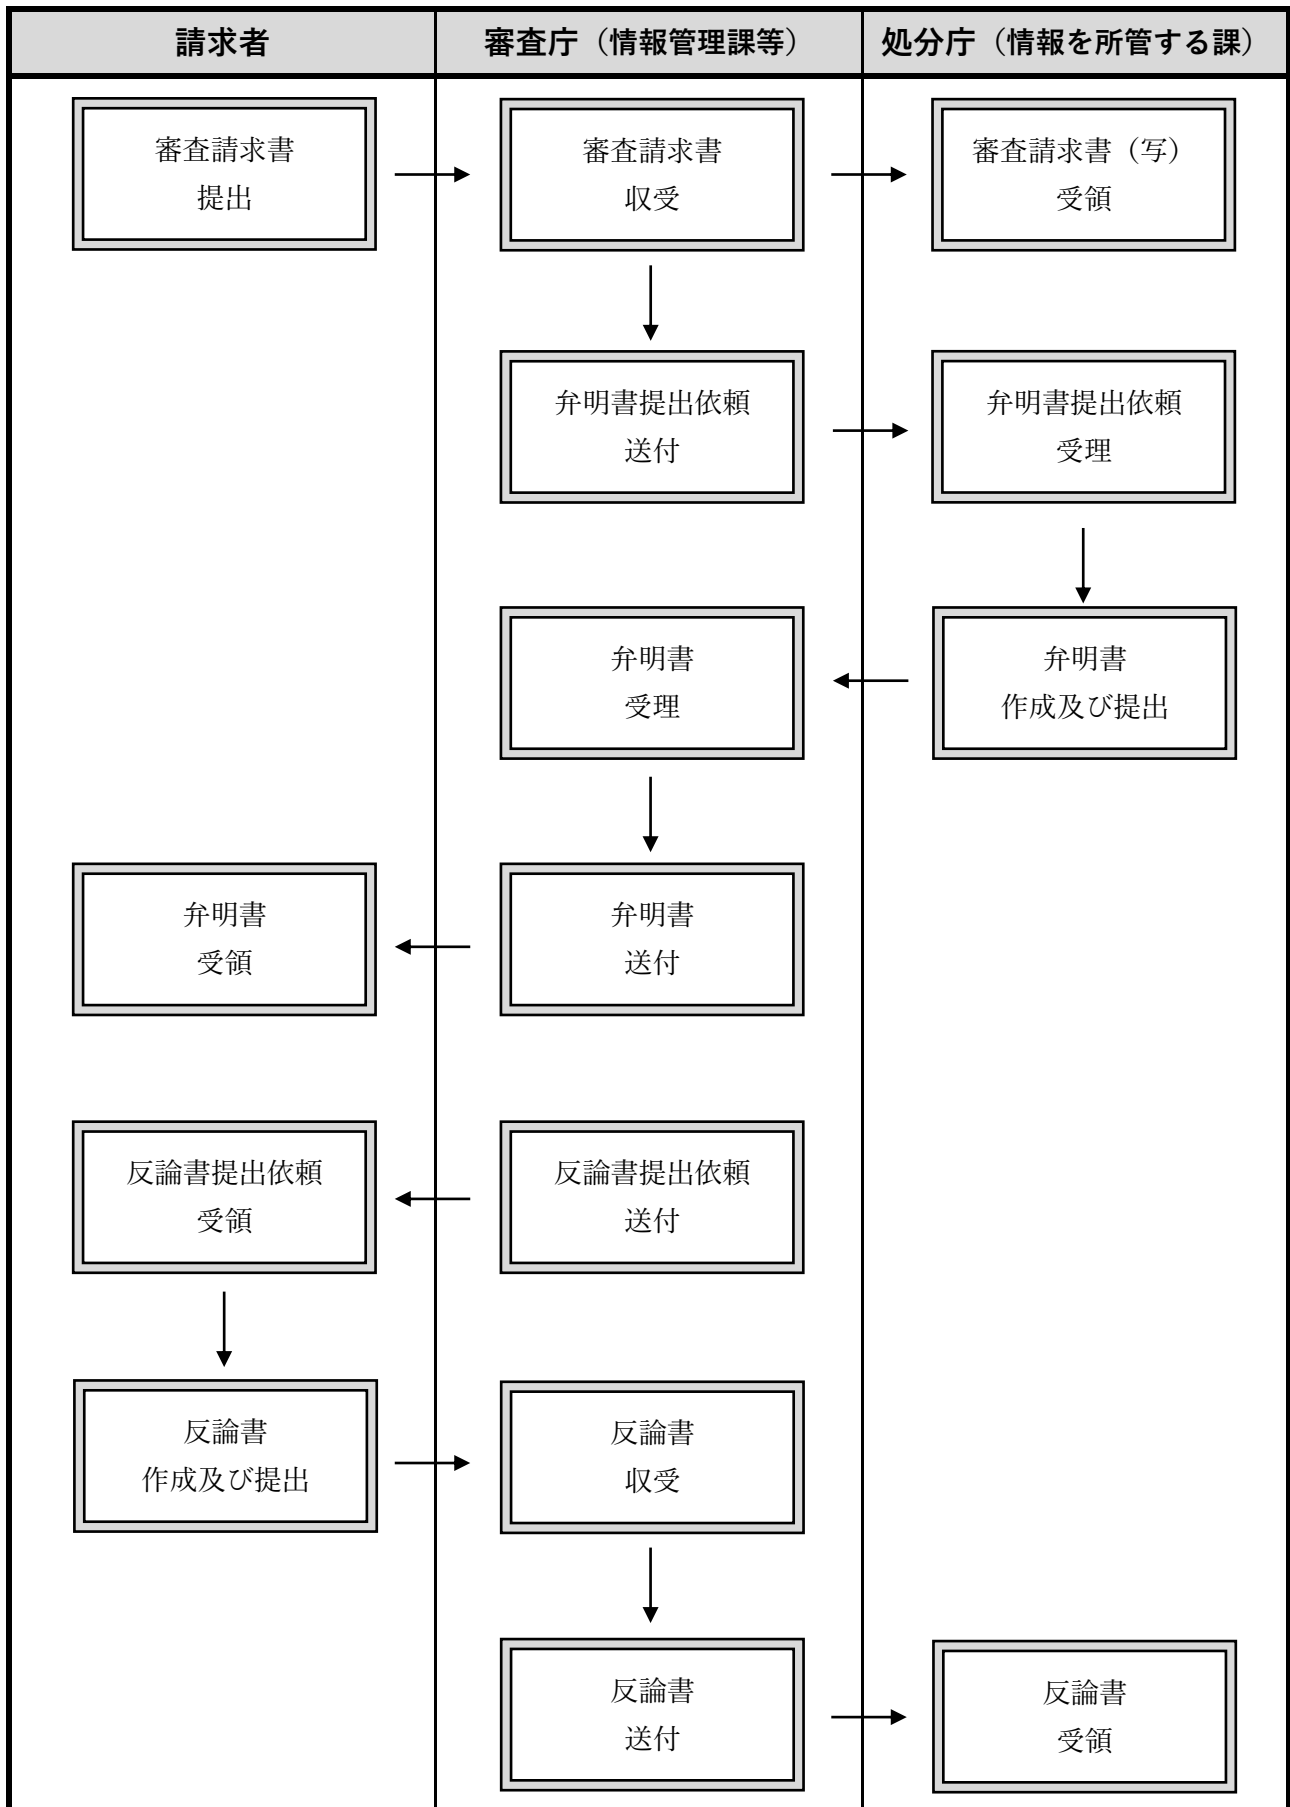 請求者
審査庁（情報管理課等）
処分庁（情報を所管する課）
審査請求書
提出
審査請求書
収受
審査請求書（写）
受領
弁明書提出依頼
送付
弁明書提出依頼
受理
弁明書
受理
弁明書
作成及び提出
弁明書
受領
弁明書
送付
反論書提出依頼
受領
反論書提出依頼
送付
反論書
作成及び提出
反論書
収受
反論書
送付
反論書
受領